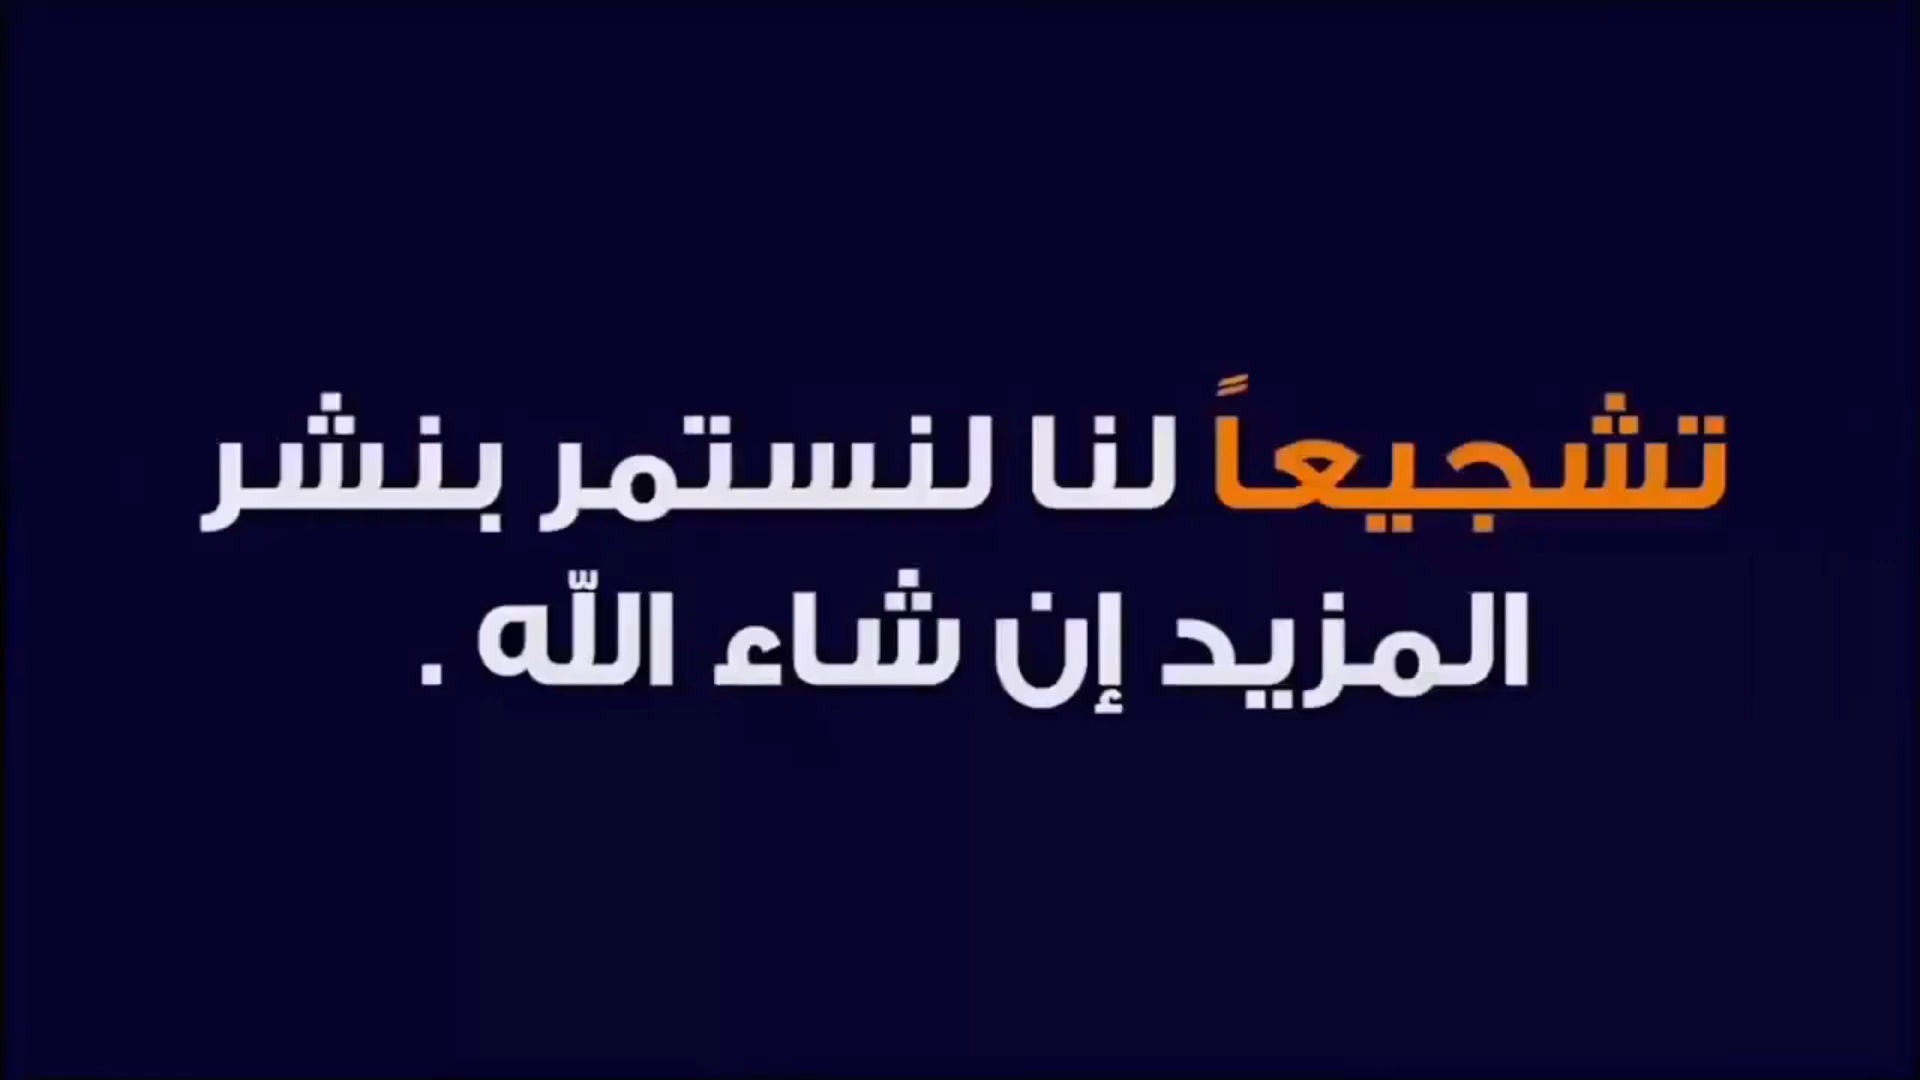 تشجيعاً لنا لنستمر بنشر
المزيد إن شاء اللّه .